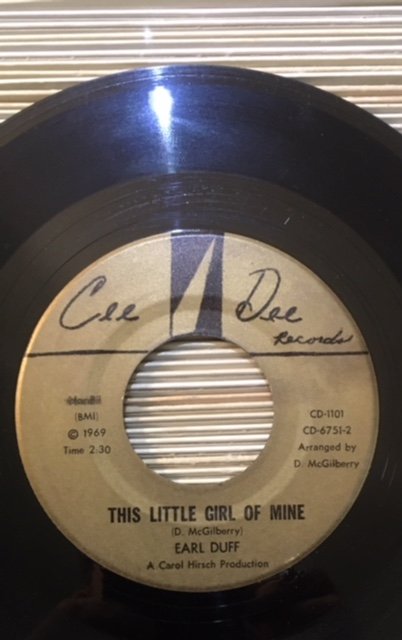 Cee Dee
Records
(BMI)
© 1969
Time 2:30
CD-1101
CD-6751-2
Arranged by
D. McGilberry
THIS LITTLE GIRL OF MINE
(D. McGilberry)
EARL DUFF
A Carol Hirsch Production